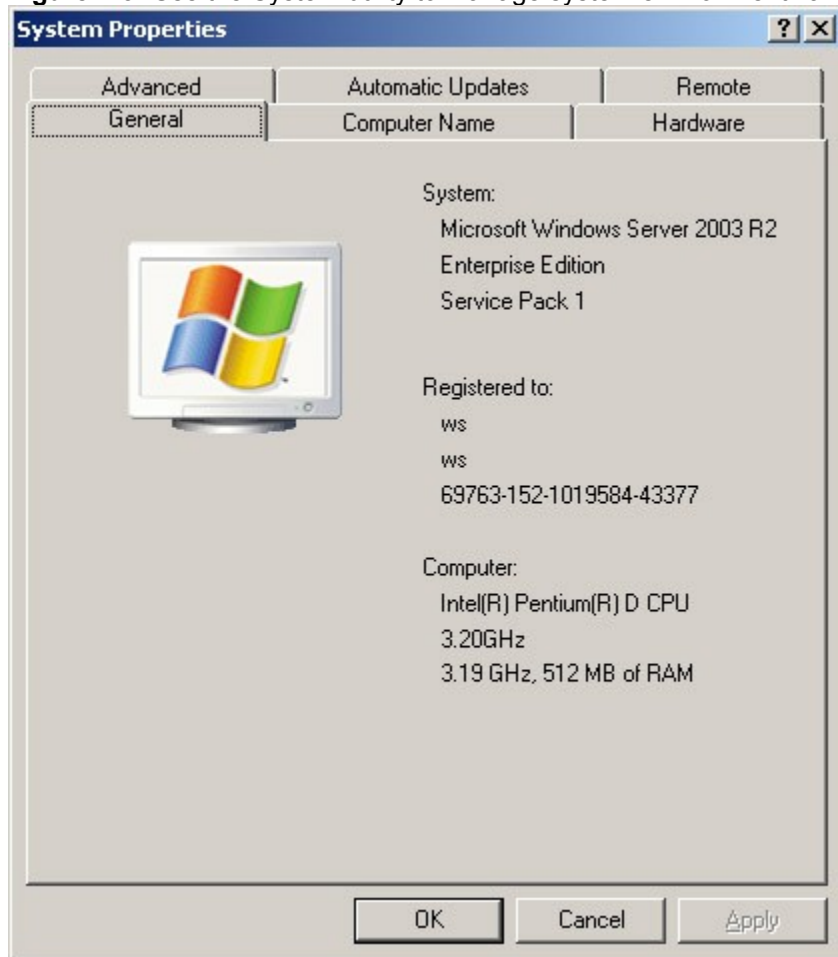 System Properties
Advanced
Automatic Updates
Remote
General
Computer Name
Hardware
System:
Microsoft Windows Server 2003 R2
Enterprise Edition
Service Pack 1
Registered to:
ws
ws
69763-152-1019584-43377
Computer:
Intel(R) Pentium(R) D CPU
3.20GHz
3.19 GHz, 512 MB of RAM
OK
Cancel
Apply